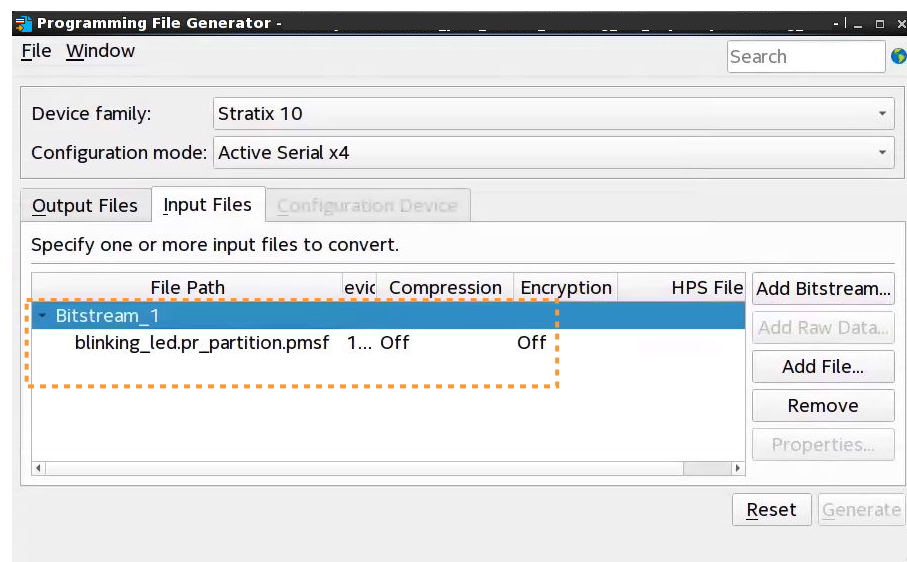 Programming File Generator -
File Window
Search
Device family: Stratix 10
Configuration mode: Active Serial x4
Output Files Input Files Configuration Device
Specify one or more input files to convert.
File Path evic Compression Encryption HPS File
Add Bitstream...
Bitstream_1
Add Raw Data...
blinking_led.pr_partition.pmsf 1... Off Off
Add File...
Remove
Properties...
Reset Generate